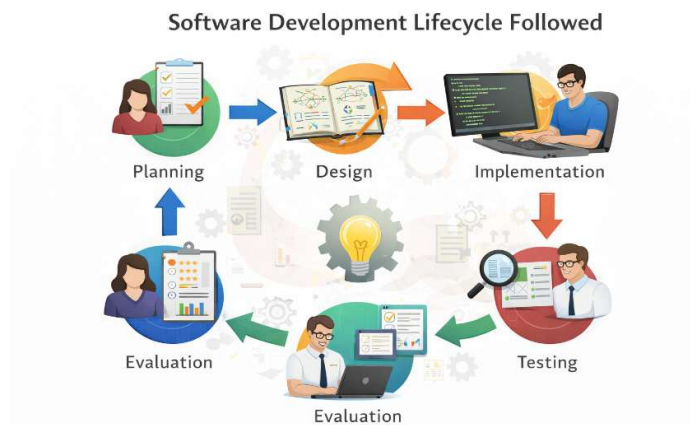 Software Development Lifecycle Followed
Planning
Design
Implementation
Evaluation
Testing
Evaluation